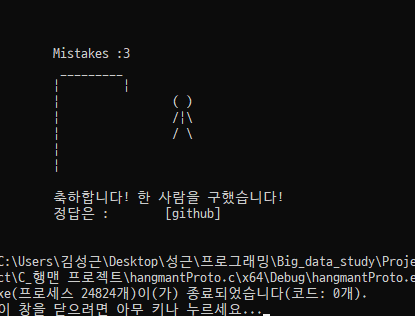 Mistakes :3
축하합니다! 한 사람을 구했습니다!
정답은 : [github]
C:\Users\김성근\Desktop\성근\프로그래밍\Big_data_study\Proje
ct\C_행맨 프로젝트\hangmantProto.c\x64\Debug\hangmantProto.e
xe(프로세스 24824개)이(가) 종료되었습니다(코드: 0개).
이 창을 닫으려면 아무 키나 누르세요...